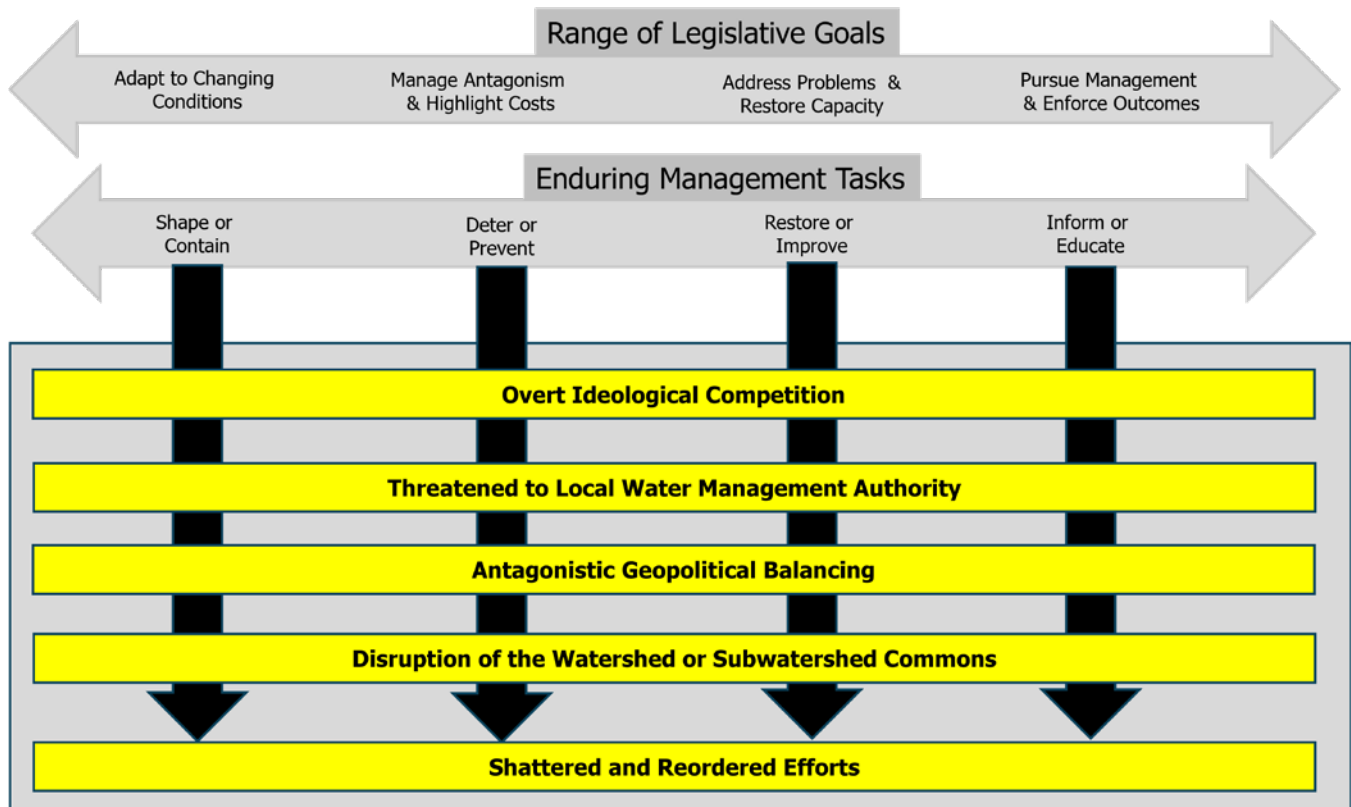 Range of Legislative Goals
Adapt to Changing
Conditions
Manage Antagonism
& Highlight Costs
Address Problems &
Restore Capacity
Pursue Management
& Enforce Outcomes
Enduring Management Tasks
Shape or
Contain
Deter or
Prevent
Restore or
Improve
Inform or
Educate
Overt Ideological Competition
Threatened to Local Water Management Authority
Antagonistic Geopolitical Balancing
Disruption of the Watershed or Subwatershed Commons
Shattered and Reordered Efforts